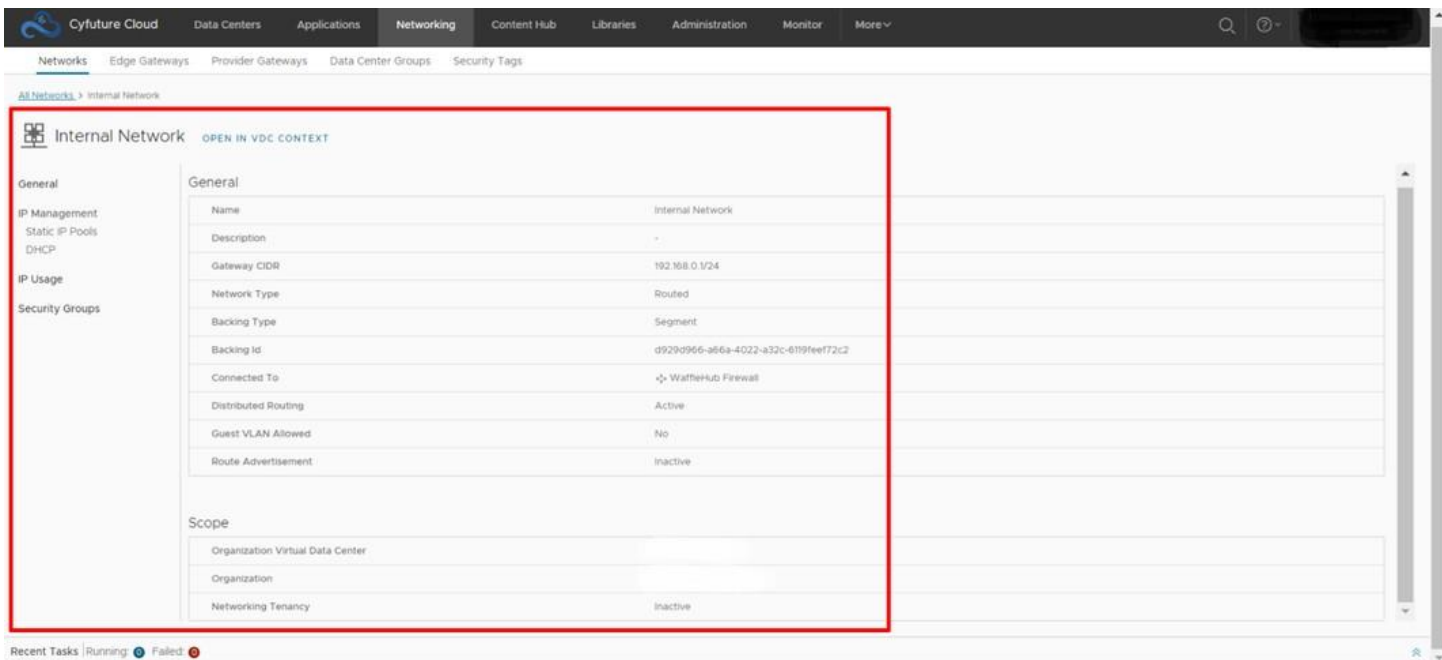 Cyfuture Cloud Data Centers Applications Networking Content Hub Libraries Administration Monitor More
Networks Edge Gateways Provider Gateways Data Center Groups Security Tags
All Networks > Internal Network
Internal Network OPEN IN VDC CONTEXT
General
IP Management
Static IP Pools
DHCP
IP Usage
Security Groups
General
Name Internal Network
Description -
Gateway CIDR 192.168.0.1/24
Network Type Routed
Backing Type Segment
Backing Id d929d966-a66a-4022-a32c-6119feef72c2
Connected To WaffleHub Firewall
Distributed Routing Active
Guest VLAN Allowed No
Route Advertisement Inactive
Scope
Organization Virtual Data Center
Organization
Networking Tenancy Inactive
Recent Tasks Running: 0 Failed: 0